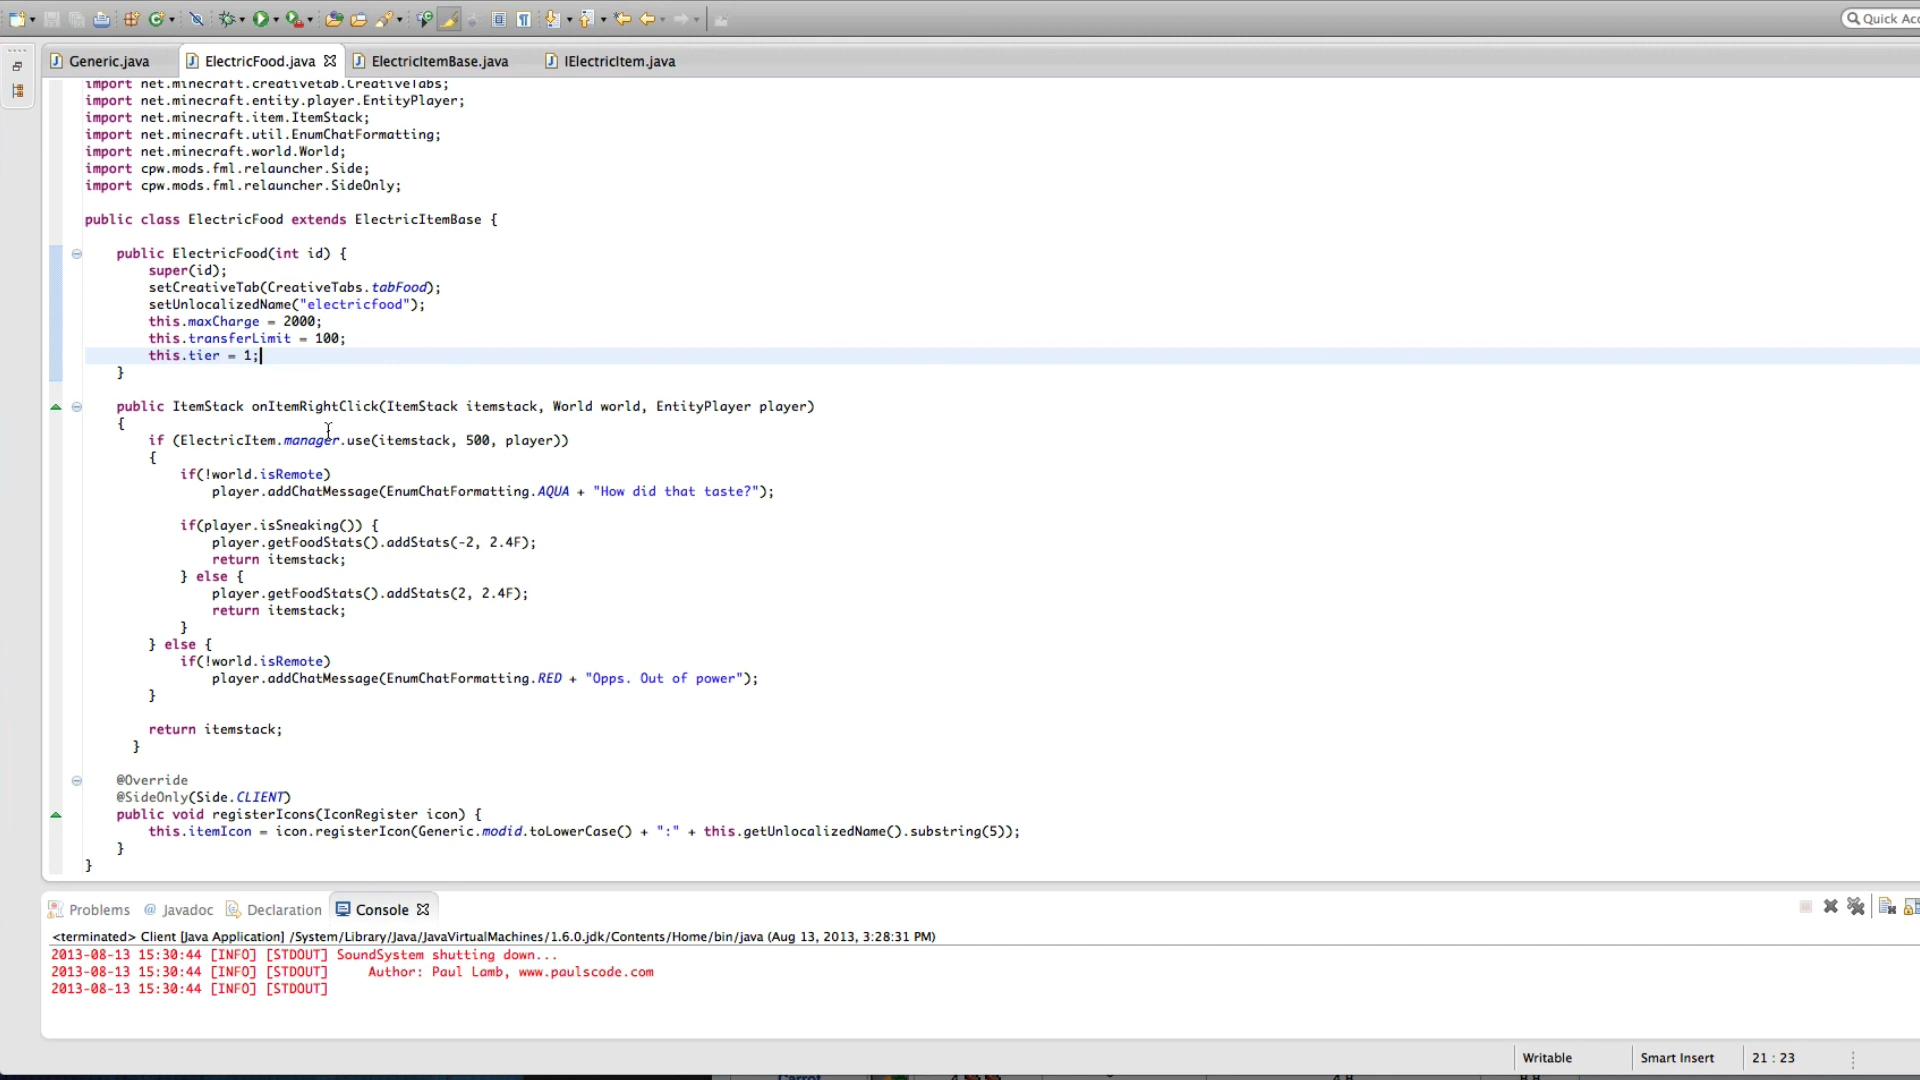 Quick Acc
Generic.java ElectricFood.java ElectricItemBase.java IElectricItem.java
import net.minecraft.creativetab.CreativeTabs;
import net.minecraft.entity.player.EntityPlayer;
import net.minecraft.item.ItemStack;
import net.minecraft.util.EnumChatFormatting;
import net.minecraft.world.World;
import cpw.mods.fml.relauncher.Side;
import cpw.mods.fml.relauncher.SideOnly;
public class ElectricFood extends ElectricItemBase {
public ElectricFood(int id) {
super(id);
setCreativeTab(CreativeTabs.tabFood);
setUnlocalizedName("electricfood");
this.maxCharge = 2000;
this.transferLimit = 100;
this.tier = 1;
}
public ItemStack onItemRightClick(ItemStack itemstack, World world, EntityPlayer player)
{
if (ElectricItem.manager.use(itemstack, 500, player))
{
if(!world.isRemote)
player.addChatMessage(EnumChatFormatting.AQUA + "How did that taste?");
if(player.isSneaking()) {
player.getFoodStats().addStats(-2, 2.4F);
return itemstack;
} else {
player.getFoodStats().addStats(2, 2.4F);
return itemstack;
}
} else {
if(!world.isRemote)
player.addChatMessage(EnumChatFormatting.RED + "Opps. Out of power");
}
return itemstack;
}
@Override
@SideOnly(Side.CLIENT)
public void registerIcons(IconRegister icon) {
this.itemIcon = icon.registerIcon(Generic.modid.toLowerCase() + ":" + this.getUnlocalizedName().substring(5));
}
}
Problems @ Javadoc Declaration Console
<terminated> Client [Java Application] /System/Library/Java/JavaVirtualMachines/1.6.0.jdk/Contents/Home/bin/java (Aug 13, 2013, 3:28:31 PM)
2013-08-13 15:30:44 [INFO] [STDOUT] SoundSystem shutting down...
2013-08-13 15:30:44 [INFO] [STDOUT] Author: Paul Lamb, www.paulscode.com
2013-08-13 15:30:44 [INFO] [STDOUT]
Writable Smart Insert 21 : 23